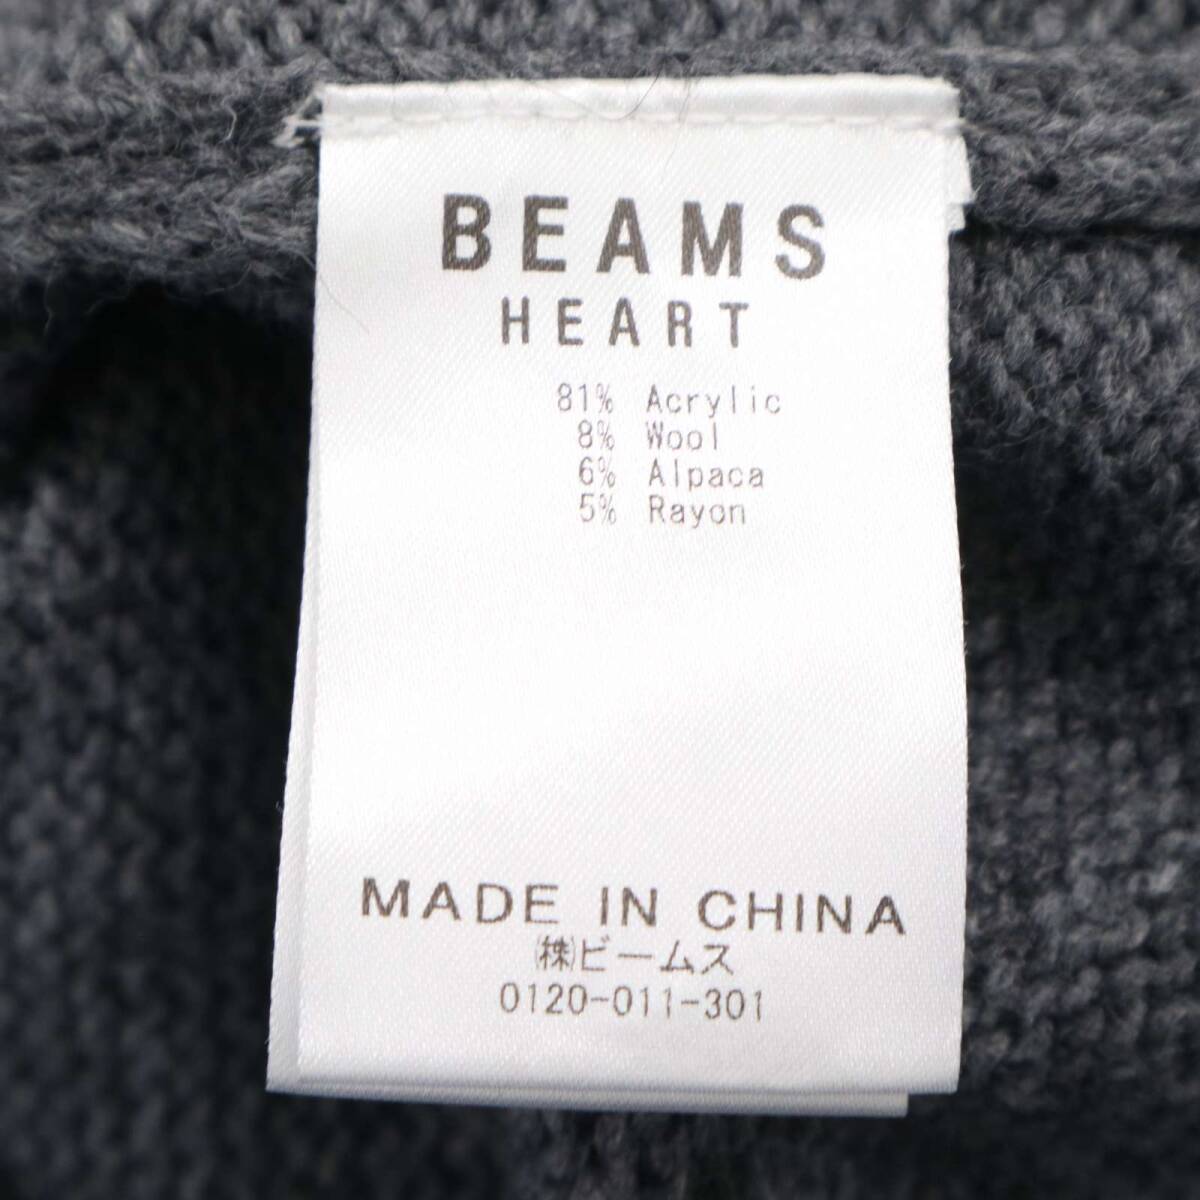 BEAMS
HEART
81% Acrylic
8% Wool
6% Alpaca
5% Rayon
MADE IN CHINA
㈱ビームス
0120-011-301